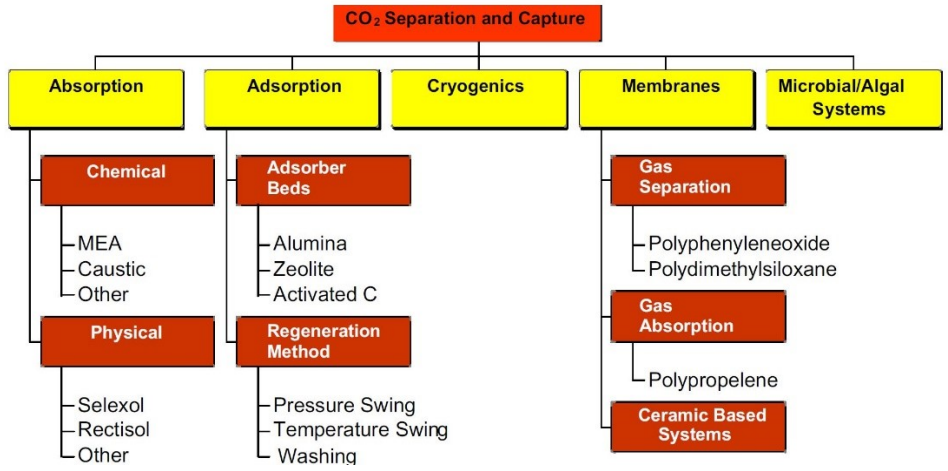 CO₂ Separation and Capture
Absorption
Adsorption
Cryogenics
Membranes
Microbial/Algal
Systems
Chemical
MEA
Caustic
Other
Physical
Selexol
Rectisol
Other
Adsorber
Beds
Alumina
Zeolite
Activated C
Regeneration
Method
Pressure Swing
Temperature Swing
Washing
Gas
Separation
Polyphenyleneoxide
Polydimethylsiloxane
Gas
Absorption
Polypropelene
Ceramic Based
Systems